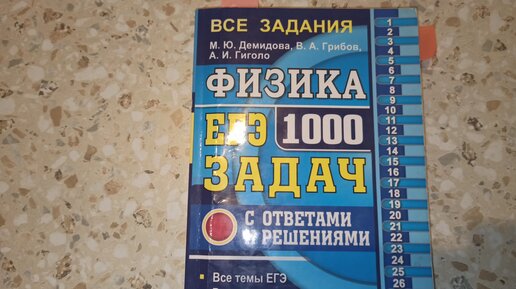 ВСЕ ЗАДАНИЯ
М. Ю. Демидова, В. А. Грибов,
А. И. Гиголо
ФИЗИКА
ЕГЭ 1000
ЗАДАЧ
С ОТВЕТАМИ
И РЕШЕНИЯМИ
Все темы ЕГЭ
1
2
3
4
5
6
7
8
9
10
11
12
13
14
15
16
17
18
19
20
21
22
23
24
25
26